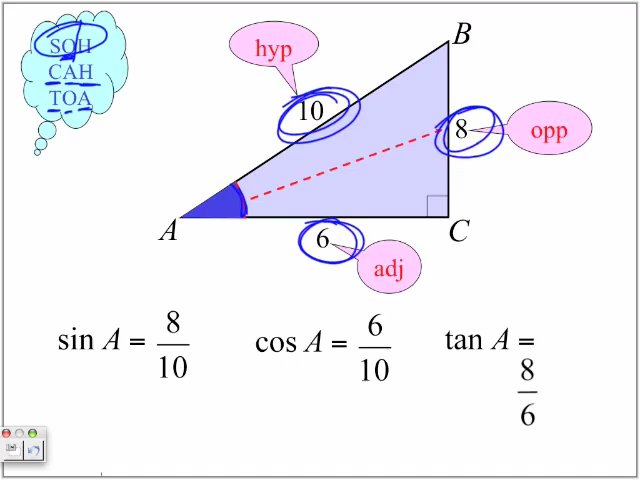 SOH
CAH
TOA
hyp
B
10
8
opp
A
C
6
adj
sin A = 8/10
cos A = 6/10
tan A =
8/6